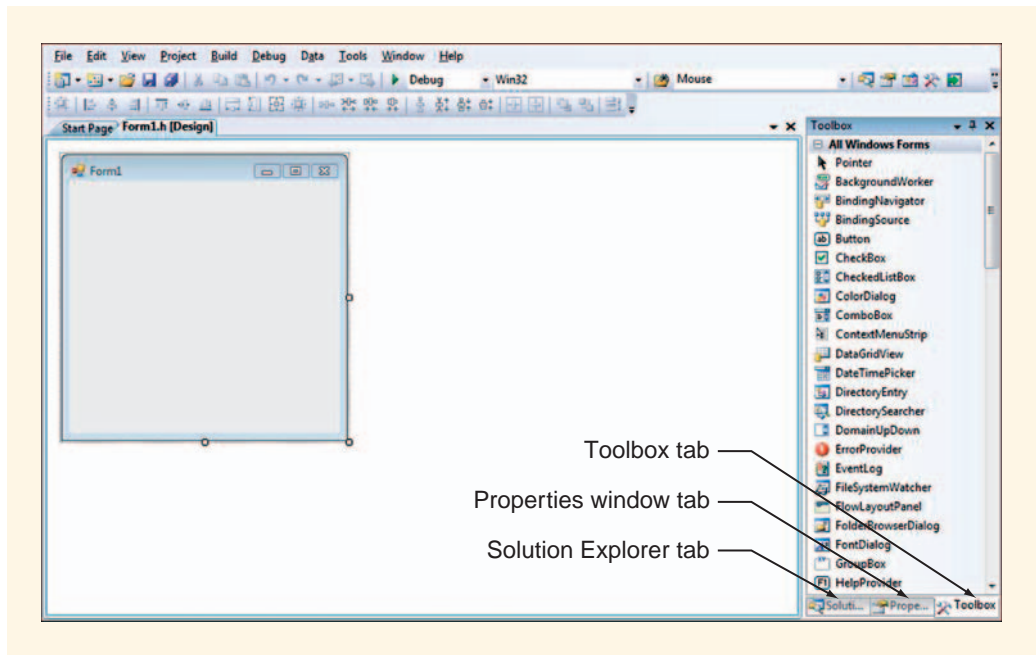 File Edit View Project Build Debug Data Tools Window Help
Debug Win32 Mouse
Start Page Form1.h [Design]
Toolbox
Form1
All Windows Forms
Pointer
BackgroundWorker
BindingNavigator
BindingSource
Button
CheckBox
CheckedListBox
ColorDialog
ComboBox
ContextMenuStrip
DataGridView
DateTimePicker
DirectoryEntry
DirectorySearcher
DomainUpDown
ErrorProvider
EventLog
FileSystemWatcher
FlowLayoutPanel
FolderBrowserDialog
FontDialog
GroupBox
HelpProvider
Toolbox tab
Properties window tab
Solution Explorer tab
Soluti... Prope... Toolbox